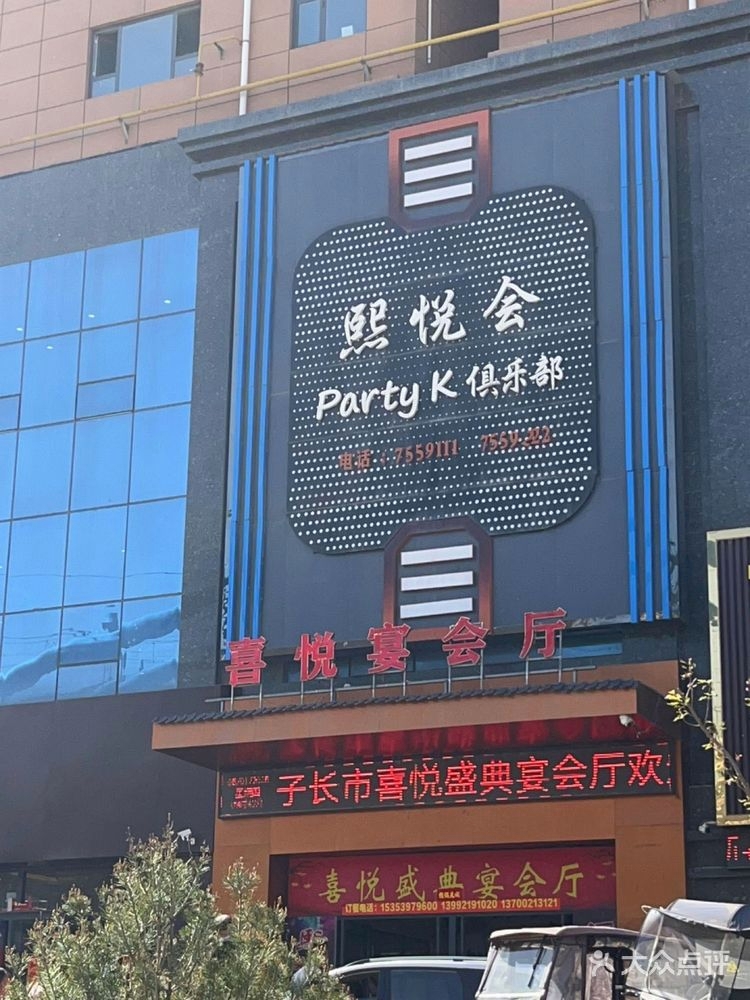 熙悦会
Party K 俱乐部
电话：7559111 7559222
喜悦宴会厅
子长市喜悦盛典宴会厅欢
喜悦盛典宴会厅
订餐电话：15353979600 13992191020 13700213121
大众点评